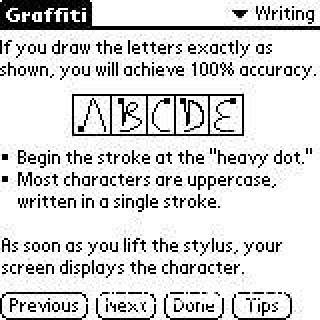 Graffiti
Writing
If you draw the letters exactly as
shown, you will achieve 100% accuracy.
A B C D E
▪ Begin the stroke at the "heavy dot."
▪ Most characters are uppercase,
written in a single stroke.
As soon as you lift the stylus, your
screen displays the character.
Previous Next Done Tips